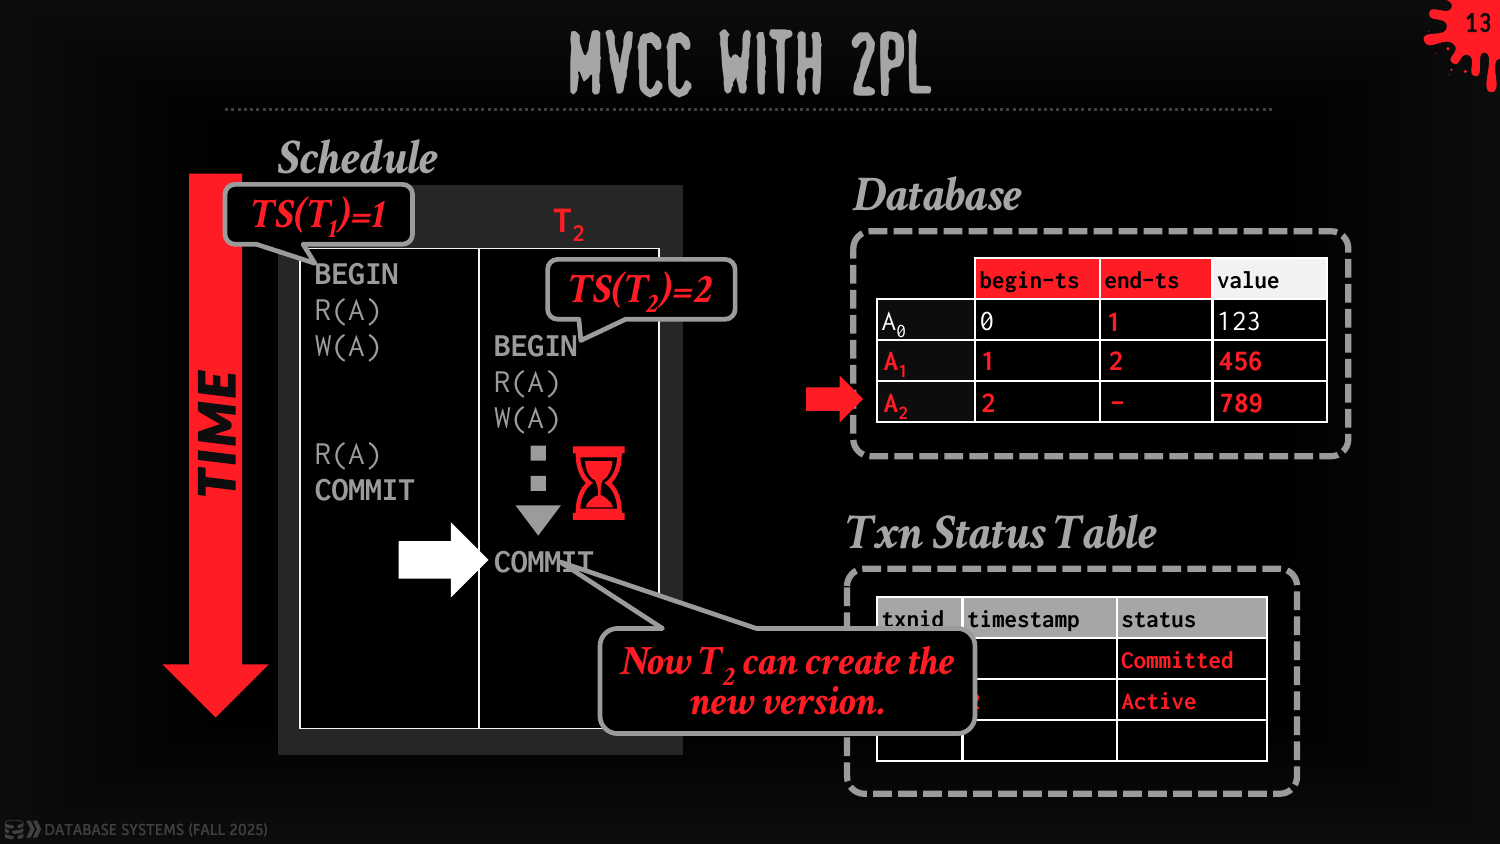 13
MVCC WITH 2PL
Schedule
TS(T1)=1
T2
BEGIN
R(A)
W(A)
R(A)
COMMIT
TS(T2)=2
BEGIN
R(A)
W(A)
COMMIT
TIME
Now T2 can create the
new version.
Database
begin-ts end-ts value
A0 0 1 123
A1 1 2 456
A2 2 - 789
Txn Status Table
txnid timestamp status
Committed
Active
DATABASE SYSTEMS (FALL 2025)